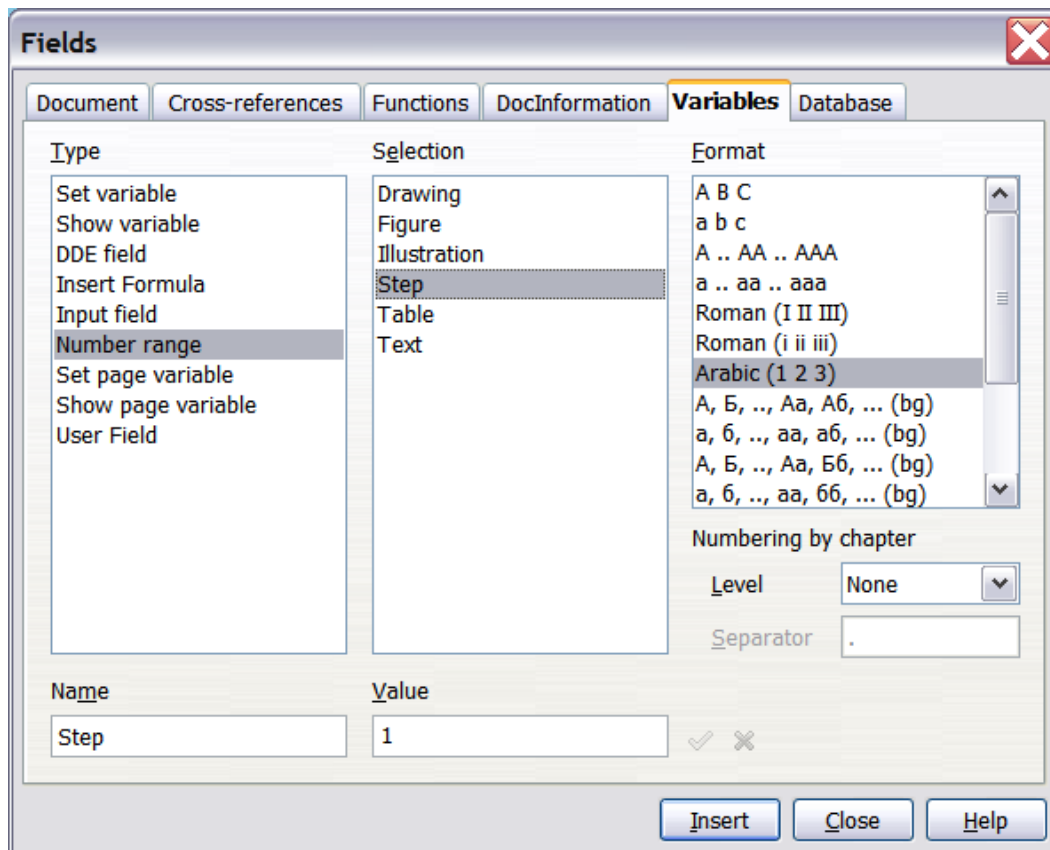 Fields
Document Cross-references Functions DocInformation Variables Database
Type
Set variable
Show variable
DDE field
Insert Formula
Input field
Number range
Set page variable
Show page variable
User Field
Selection
Drawing
Figure
Illustration
Step
Table
Text
Format
A B C
a b c
A .. AA .. AAA
a .. aa .. aaa
Roman (I II III)
Roman (i ii iii)
Arabic (1 2 3)
А, Б, .., Аа, Аб, ... (bg)
а, б, .., аа, аб, ... (bg)
А, Б, .., Аа, Бб, ... (bg)
а, б, .., аа, бб, ... (bg)
Numbering by chapter
Level None
Separator .
Name
Step
Value
1
Insert Close Help